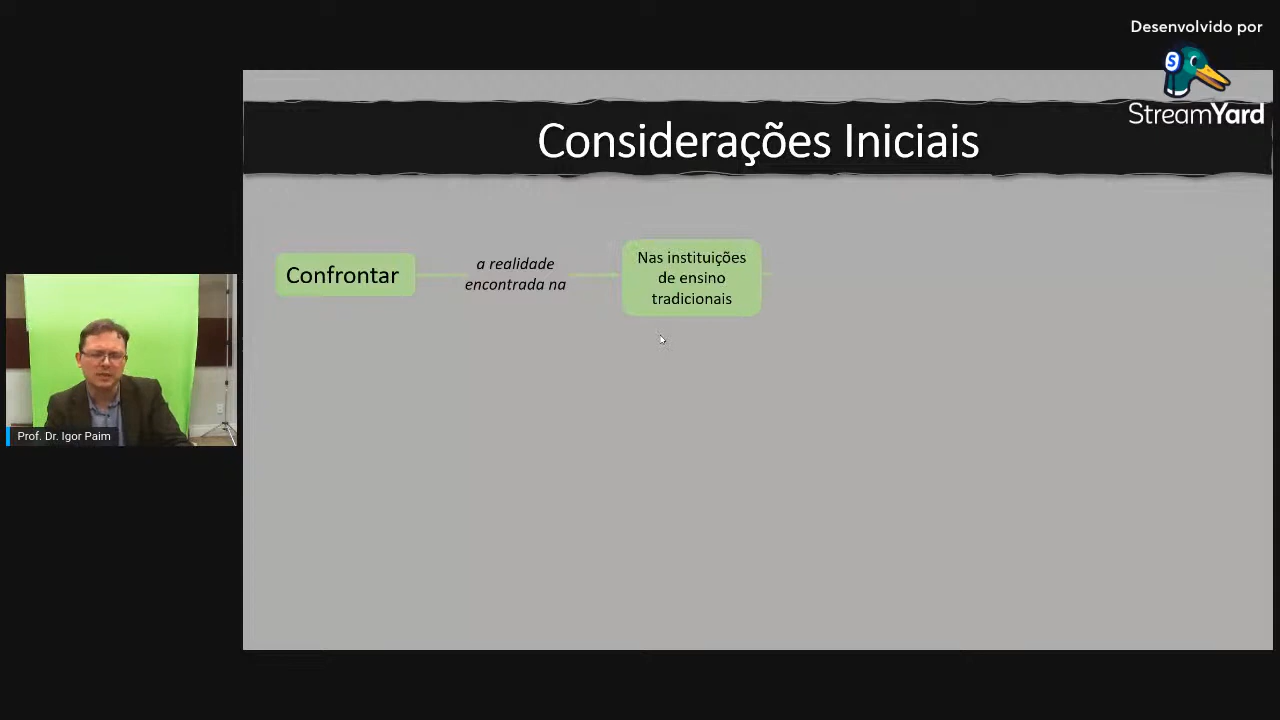 Desenvolvido por
S
StreamYard
Considerações Iniciais
Confrontar
a realidade
encontrada na
Nas instituições
de ensino
tradicionais
Prof. Dr. Igor Paim